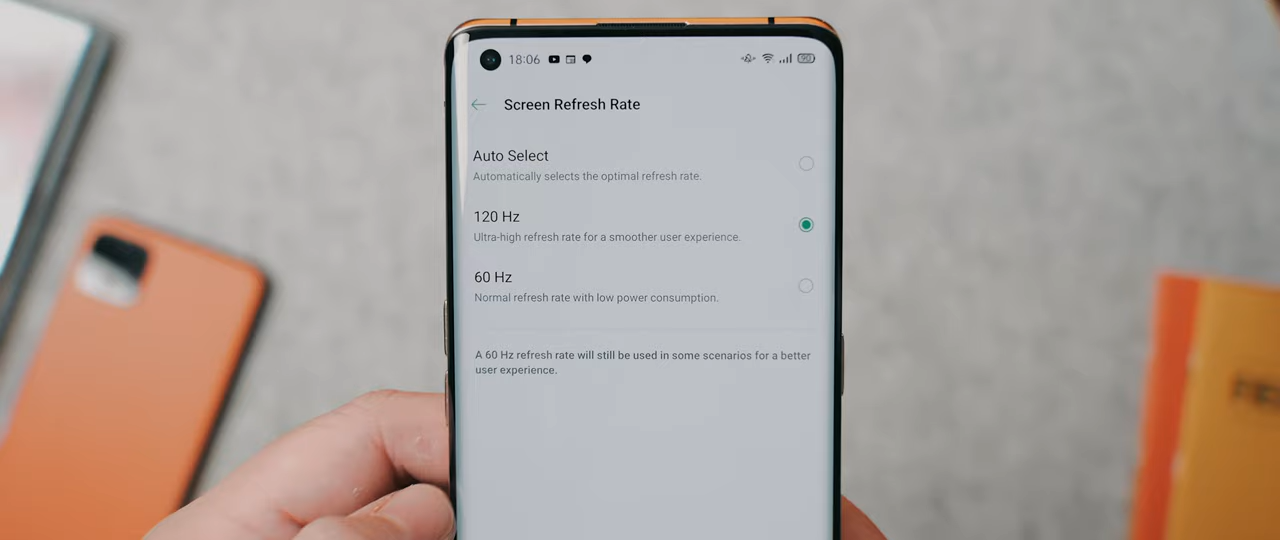 18:06 90
Screen Refresh Rate
Auto Select
Automatically selects the optimal refresh rate.
120 Hz
Ultra-high refresh rate for a smoother user experience.
60 Hz
Normal refresh rate with low power consumption.
A 60 Hz refresh rate will still be used in some scenarios for a better
user experience.